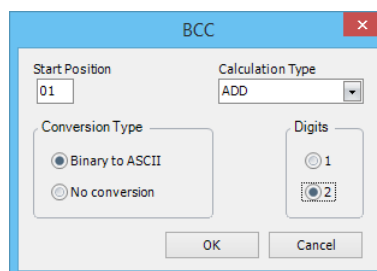 BCC
Start Position
Calculation Type
01
ADD
Conversion Type
Digits
Binary to ASCII
1
No conversion
2
OK
Cancel